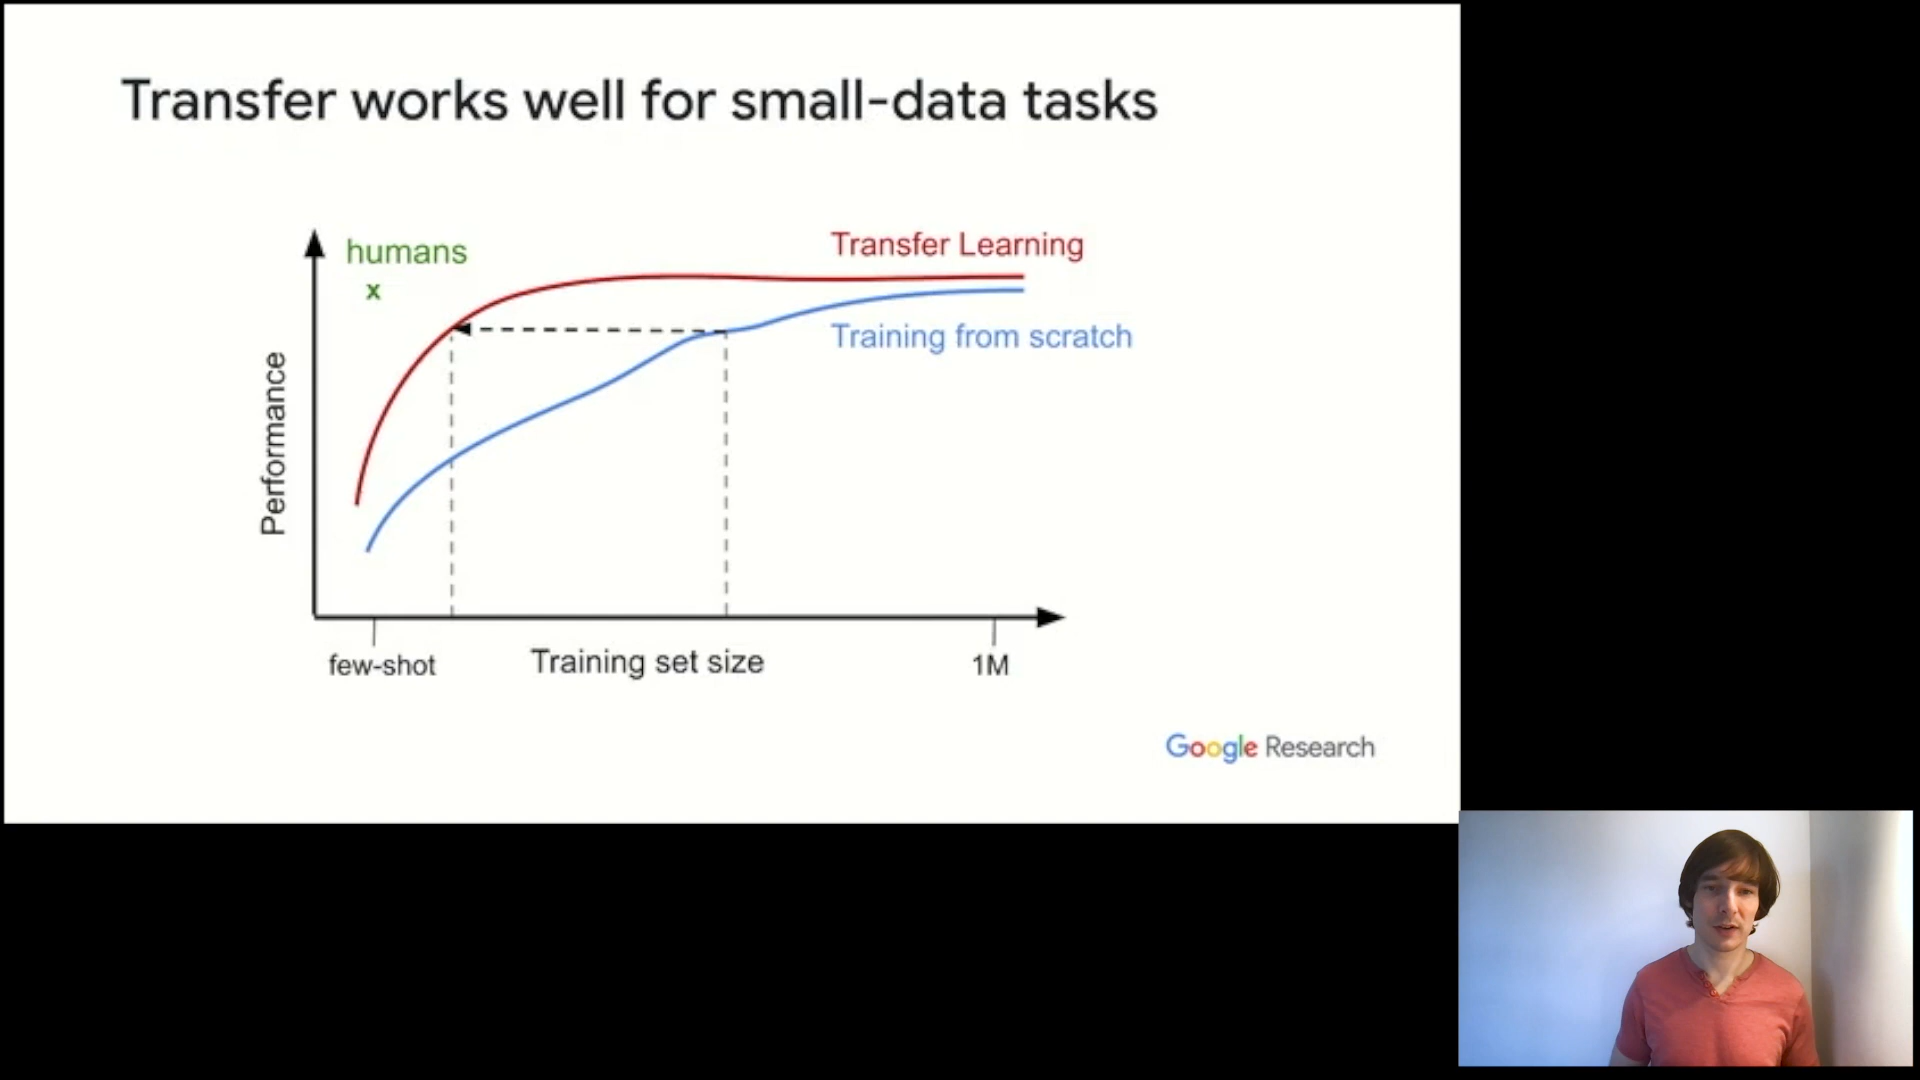 Transfer works well for small-data tasks
humans
x
Transfer Learning
Training from scratch
Performance
few-shot
Training set size
1M
Google Research